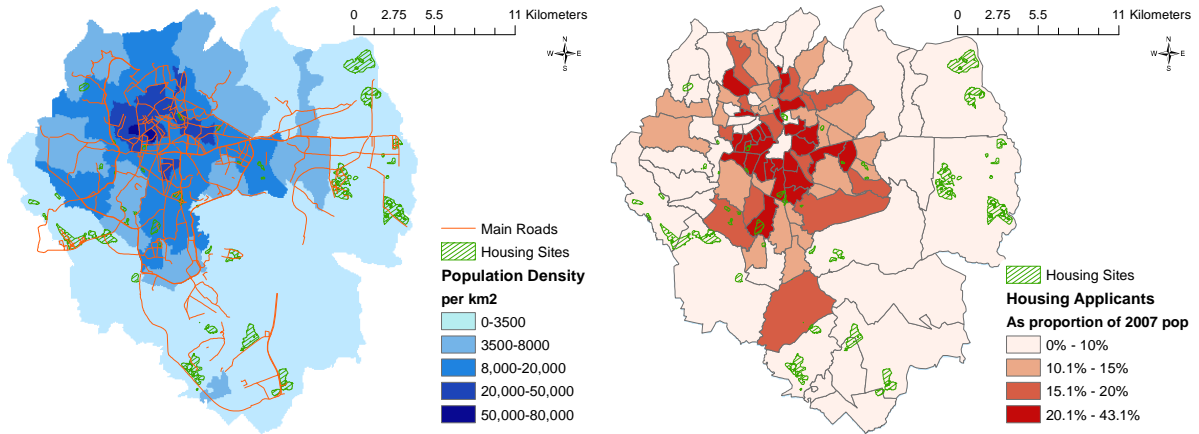 0 2.75 5.5 11 Kilometers
N
W E
S
Main Roads
Housing Sites
Population Density
per km2
0-3500
3500-8000
8,000-20,000
20,000-50,000
50,000-80,000
0 2.75 5.5 11 Kilometers
N
W E
S
Housing Sites
Housing Applicants
As proportion of 2007 pop
0% - 10%
10.1% - 15%
15.1% - 20%
20.1% - 43.1%